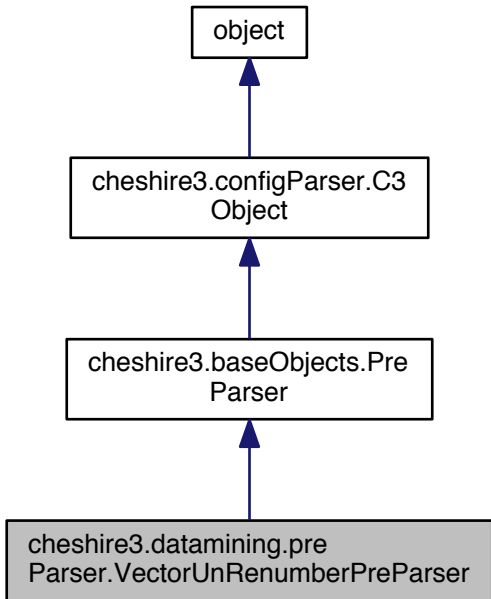 object
cheshire3.configParser.C3
Object
cheshire3.baseObjects.Pre
Parser
cheshire3.datamining.pre
Parser.VectorUnRenumberPreParser